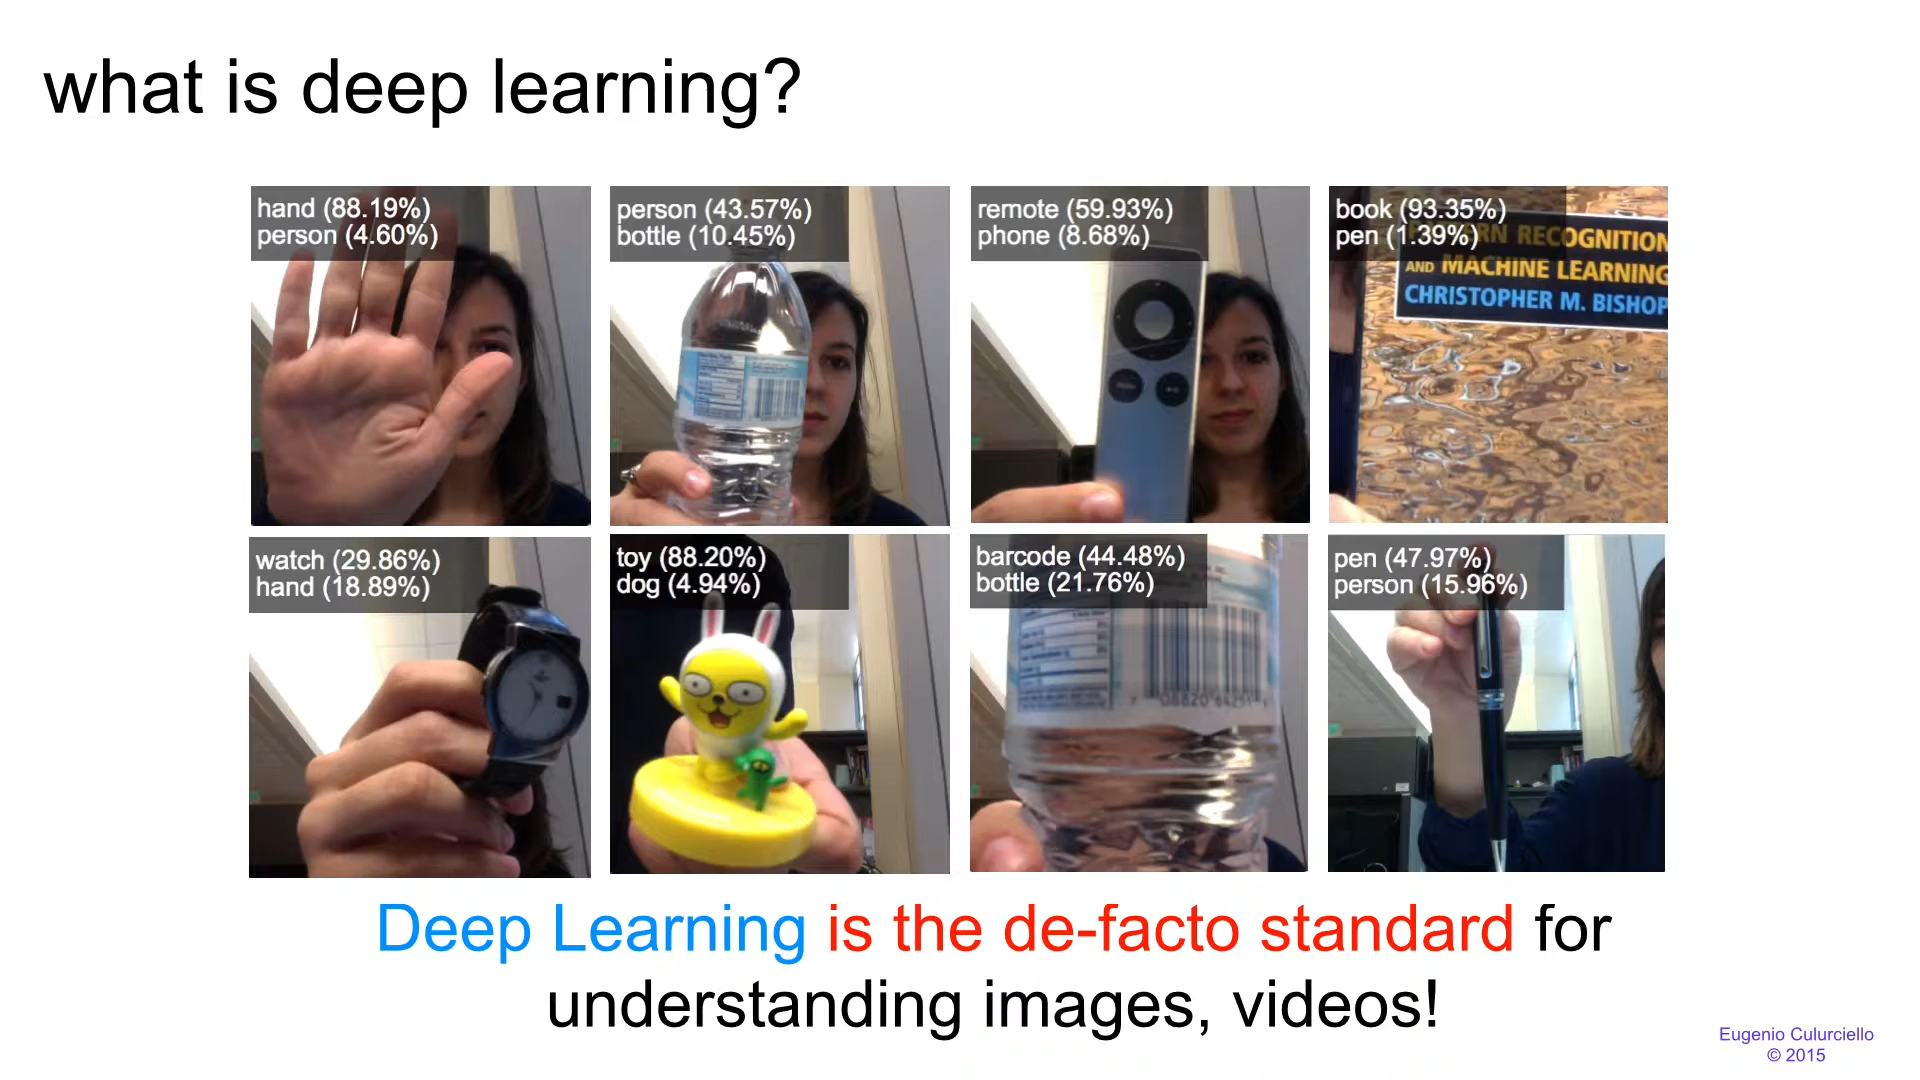 what is deep learning?
hand (88.19%)
person (4.60%)
person (43.57%)
bottle (10.45%)
remote (59.93%)
phone (8.68%)
book (93.35%)
pen (1.39%)
RECOGNITION
AND MACHINE LEARNING
CHRISTOPHER M. BISHOP
watch (29.86%)
hand (18.89%)
toy (88.20%)
dog (4.94%)
barcode (44.48%)
bottle (21.76%)
pen (47.97%)
person (15.96%)
Deep Learning is the de-facto standard for
understanding images, videos!
Eugenio Culurciello
© 2015